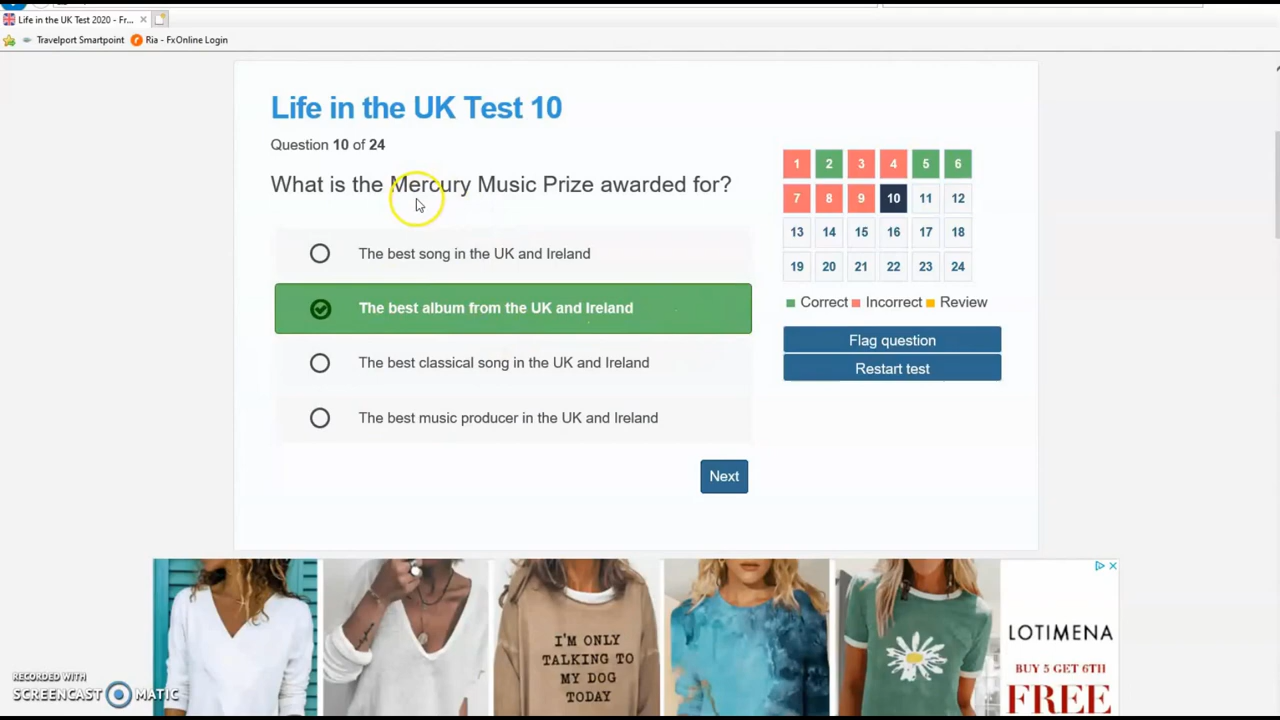 Life in the UK Test 2020 - Fr...
Travelport Smartpoint
Ria - FxOnline Login
Life in the UK Test 10
Question 10 of 24
What is the Mercury Music Prize awarded for?
The best song in the UK and Ireland
The best album from the UK and Ireland
The best classical song in the UK and Ireland
The best music producer in the UK and Ireland
Next
1 2 3 4 5 6
7 8 9 10 11 12
13 14 15 16 17 18
19 20 21 22 23 24
Correct Incorrect Review
Flag question
Restart test
I'M ONLY
TALKING TO
MY DOG
TODAY
LOTIMENA
BUY 5 GET 6TH
FREE
RECORDED WITH
SCREENCAST MATIC